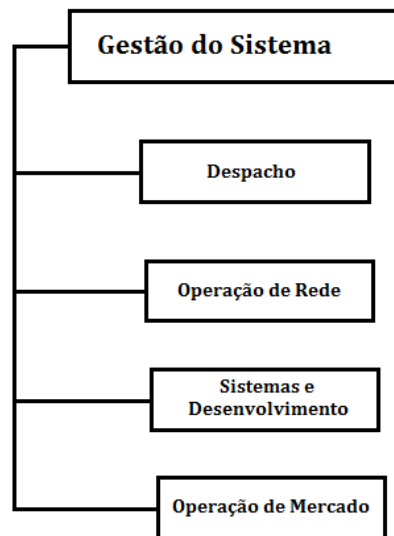 Gestão do Sistema
Despacho
Operação de Rede
Sistemas e
Desenvolvimento
Operação de Mercado